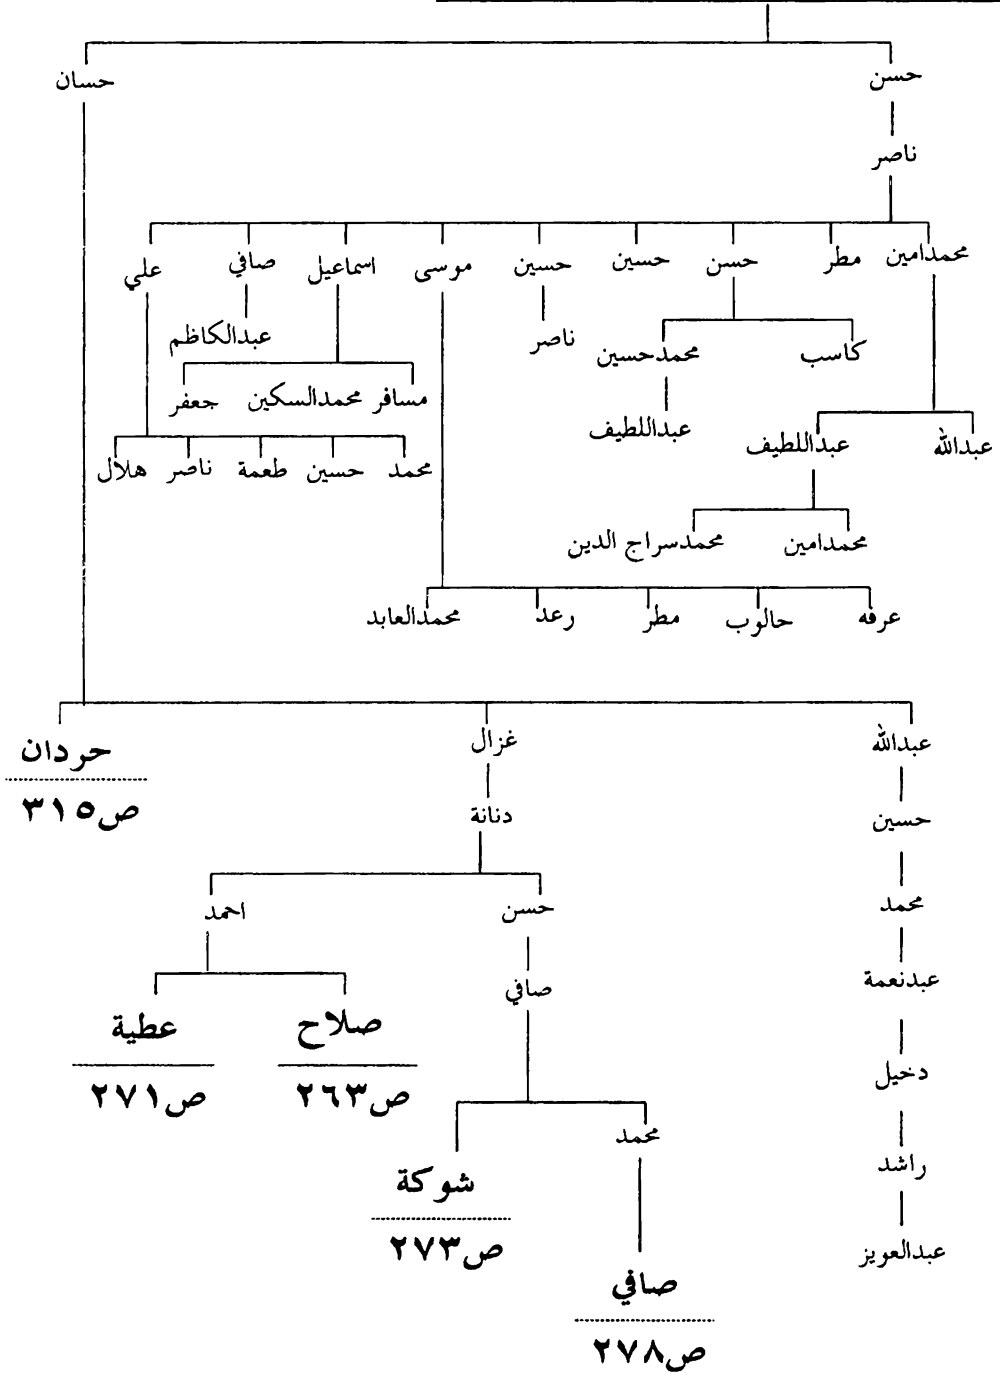 حسن
حسان
ناصر
محمدامين
مطر
حسن
حسين
حسين
موسى
اسماعيل
صافي
علي
كاسب
محمدحسين
ناصر
عبدالكاظم
مسافر
محمدالسكين
جعفر
عبدالله
عبداللطيف
عبداللطيف
محمد
حسين
طعمة
ناصر
هلال
محمدامين
محمدسراج الدين
عرفه
حالوب
مطر
رعد
محمدالعابد
عبدالله
غزال
حردان
ص٣١٥
حسين
دنانة
محمد
حسن
احمد
عبدنعمة
صافي
صلاح
ص٢٦٣
عطية
ص٢٧١
دخيل
محمد
شوكة
ص٢٧٣
راشد
عبدالعويز
صافي
ص٢٧٨